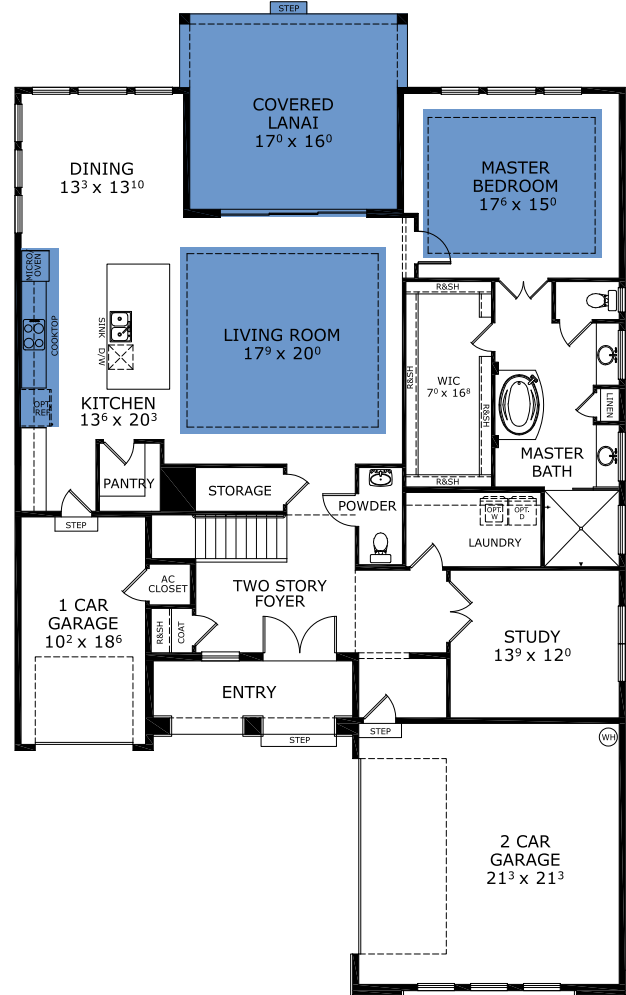 STEP
COVERED
LANAI
17⁰ x 16⁰
DINING
13³ x 13¹⁰
MASTER
BEDROOM
17⁶ x 15⁰
MICRO
OVEN
COOKTOP
OPT.
REF.
SINK
D/W
KITCHEN
13⁶ x 20³
LIVING ROOM
17⁹ x 20⁰
R&SH
R&SH
WIC
7⁰ x 16⁸
R&SH
R&SH
LINEN
MASTER
BATH
PANTRY
STORAGE
POWDER
OPT.
W
OPT.
D
LAUNDRY
STEP
AC
CLOSET
TWO STORY
FOYER
1 CAR
GARAGE
10² x 18⁶
R&SH
COAT
STUDY
13⁹ x 12⁰
ENTRY
STEP
STEP
WH
2 CAR
GARAGE
21³ x 21³